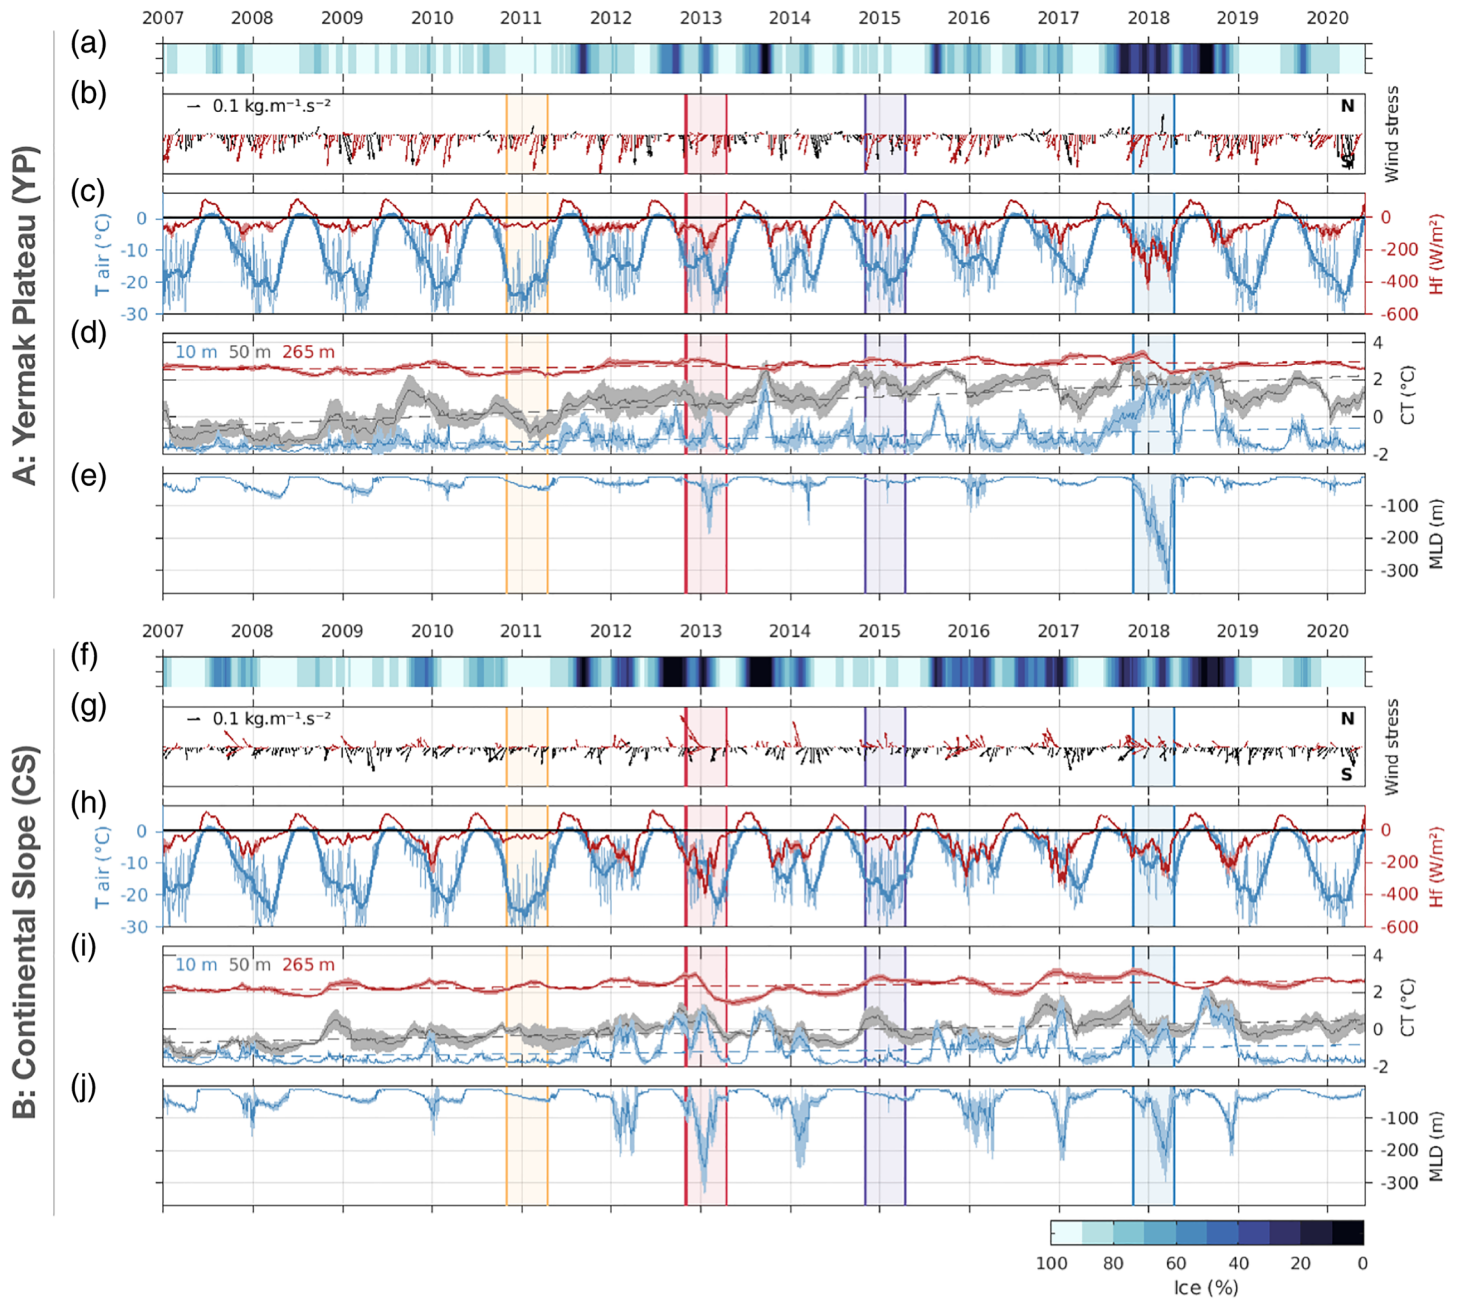 2007 2008 2009 2010 2011 2012 2013 2014 2015 2016 2017 2018 2019 2020
A: Yermak Plateau (YP)
(a)
(b)
0.1 kg.m⁻¹.s⁻²
N
S
Wind stress
(c)
T air (°C)
0
-10
-20
-30
0
-200
-400
-600
Hf (W/m²)
(d)
10 m 50 m 265 m
4
2
0
-2
CT (°C)
(e)
-100
-200
-300
MLD (m)
2007 2008 2009 2010 2011 2012 2013 2014 2015 2016 2017 2018 2019 2020
B: Continental Slope (CS)
(f)
(g)
0.1 kg.m⁻¹.s⁻²
N
S
Wind stress
(h)
T air (°C)
0
-10
-20
-30
0
-200
-400
-600
Hf (W/m²)
(i)
10 m 50 m 265 m
4
2
0
-2
CT (°C)
(j)
-100
-200
-300
MLD (m)
100 80 60 40 20 0
Ice (%)